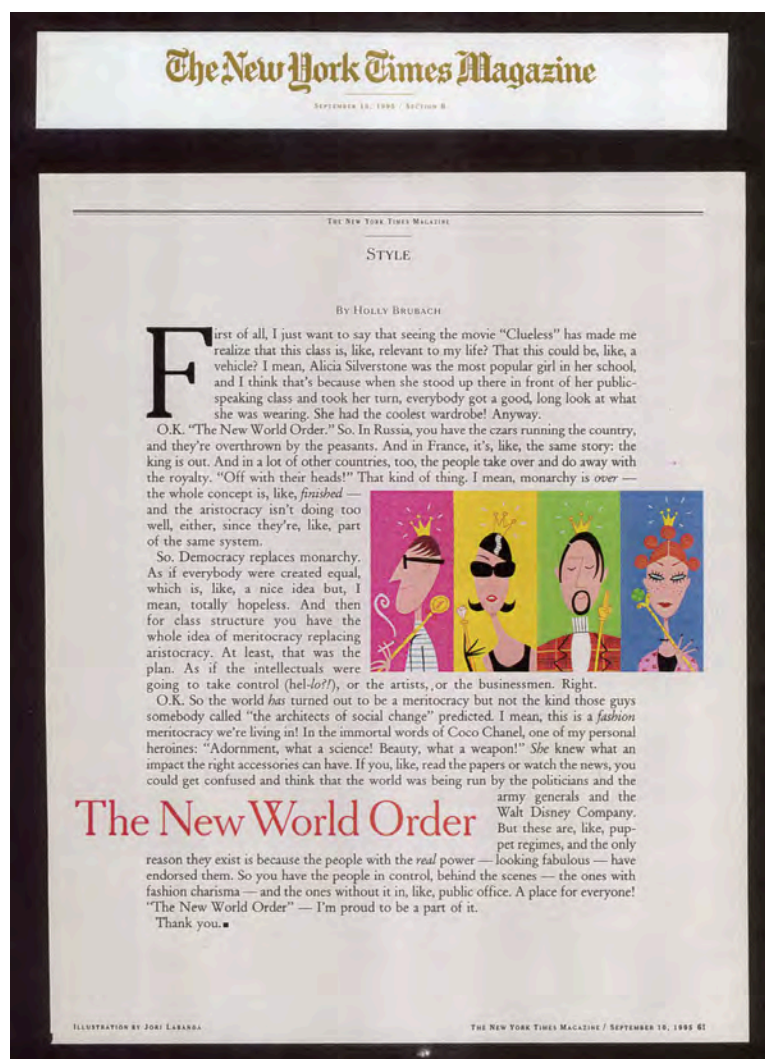 The New York Times Magazine
SEPTEMBER 10, 1995 / SECTION 6
THE NEW YORK TIMES MAGAZINE
STYLE
BY HOLLY BRUBACH
First of all, I just want to say that seeing the movie “Clueless” has made me
realize that this class is, like, relevant to my life? That this could be, like, a
vehicle? I mean, Alicia Silverstone was the most popular girl in her school,
and I think that’s because when she stood up there in front of her public-
speaking class and took her turn, everybody got a good, long look at what
she was wearing. She had the coolest wardrobe! Anyway.
O.K. “The New World Order.” So. In Russia, you have the czars running the country,
and they’re overthrown by the peasants. And in France, it’s, like, the same story: the
king is out. And in a lot of other countries, too, the people take over and do away with
the royalty. “Off with their heads!” That kind of thing. I mean, monarchy is over —
the whole concept is, like, finished —
and the aristocracy isn’t doing too
well, either, since they’re, like, part
of the same system.
So. Democracy replaces monarchy.
As if everybody were created equal,
which is, like, a nice idea but, I
mean, totally hopeless. And then
for class structure you have the
whole idea of meritocracy replacing
aristocracy. At least, that was the
plan. As if the intellectuals were
going to take control (hel-lo?!), or the artists, or the businessmen. Right.
O.K. So the world has turned out to be a meritocracy but not the kind those guys
somebody called “the architects of social change” predicted. I mean, this is a fashion
meritocracy we’re living in! In the immortal words of Coco Chanel, one of my personal
heroines: “Adornment, what a science! Beauty, what a weapon!” She knew what an
impact the right accessories can have. If you, like, read the papers or watch the news, you
could get confused and think that the world was being run by the politicians and the
army generals and the
Walt Disney Company.
But these are, like, pup-
pet regimes, and the only
The New World Order
reason they exist is because the people with the real power — looking fabulous — have
endorsed them. So you have the people in control, behind the scenes — the ones with
fashion charisma — and the ones without it in, like, public office. A place for everyone!
“The New World Order” — I’m proud to be a part of it.
Thank you.■
ILLUSTRATION BY JORI
THE NEW YORK TIMES MAGAZINE / SEPTEMBER 10, 1995 61